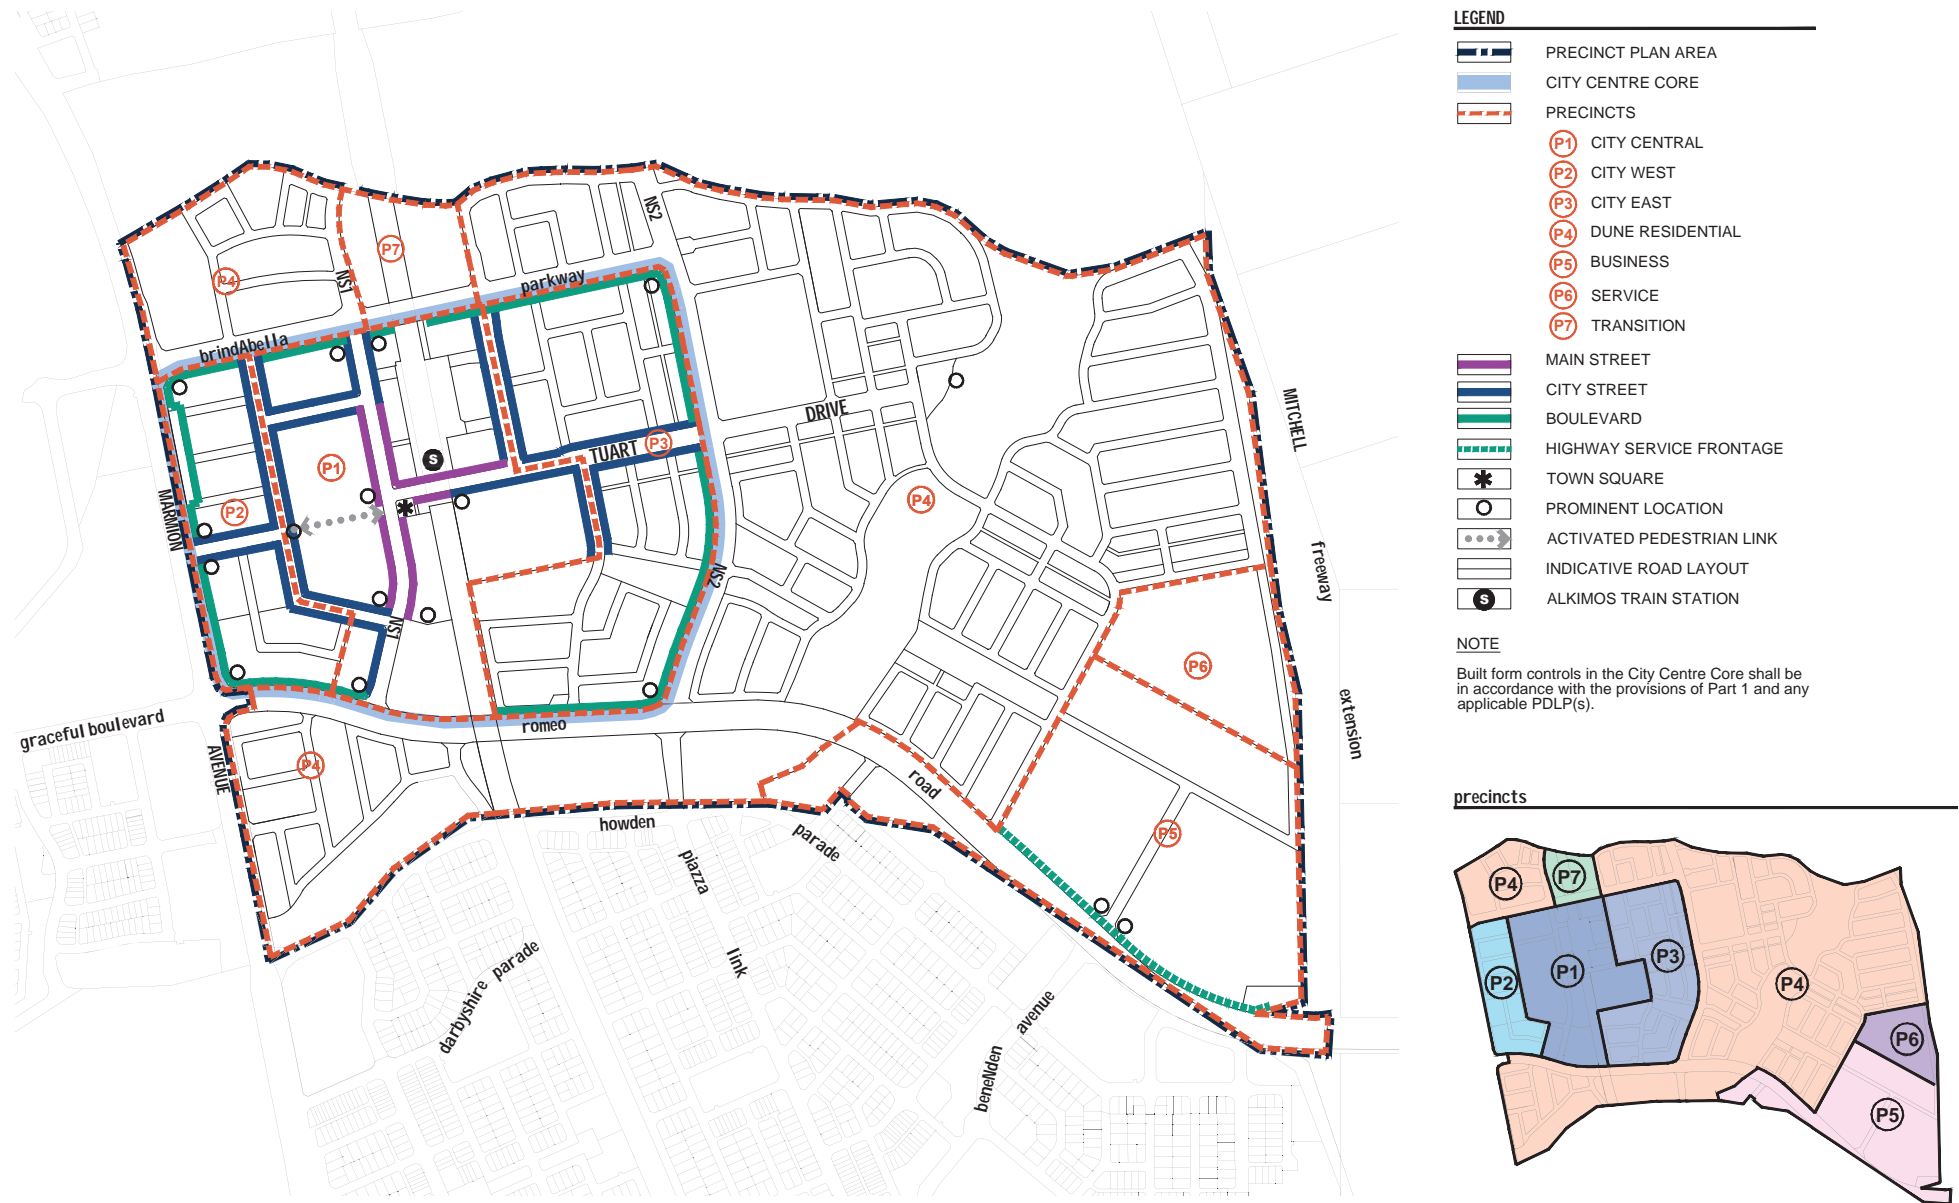 LEGEND
PRECINCT PLAN AREA
CITY CENTRE CORE
PRECINCTS
P1 CITY CENTRAL
P2 CITY WEST
P3 CITY EAST
P4 DUNE RESIDENTIAL
P5 BUSINESS
P6 SERVICE
P7 TRANSITION
MAIN STREET
CITY STREET
BOULEVARD
HIGHWAY SERVICE FRONTAGE
TOWN SQUARE
PROMINENT LOCATION
ACTIVATED PEDESTRIAN LINK
INDICATIVE ROAD LAYOUT
S ALKIMOS TRAIN STATION
NOTE
Built form controls in the City Centre Core shall be
in accordance with the provisions of Part 1 and any
applicable PDLP(s).
precincts
P4
P7
P2
P1
P3
P4
P6
P5
NS2
P7
P4
NS1
parkway
brindAbella
MITCHELL
DRIVE
P3
TUART
S
P1
P4
P2
MARMION
freeway
NS2
NS1
P6
extension
graceful boulevard
romeo
AVENUE
P4
road
howden
parade
P5
piazza
link
parade
darbyshire
avenue
beneNden